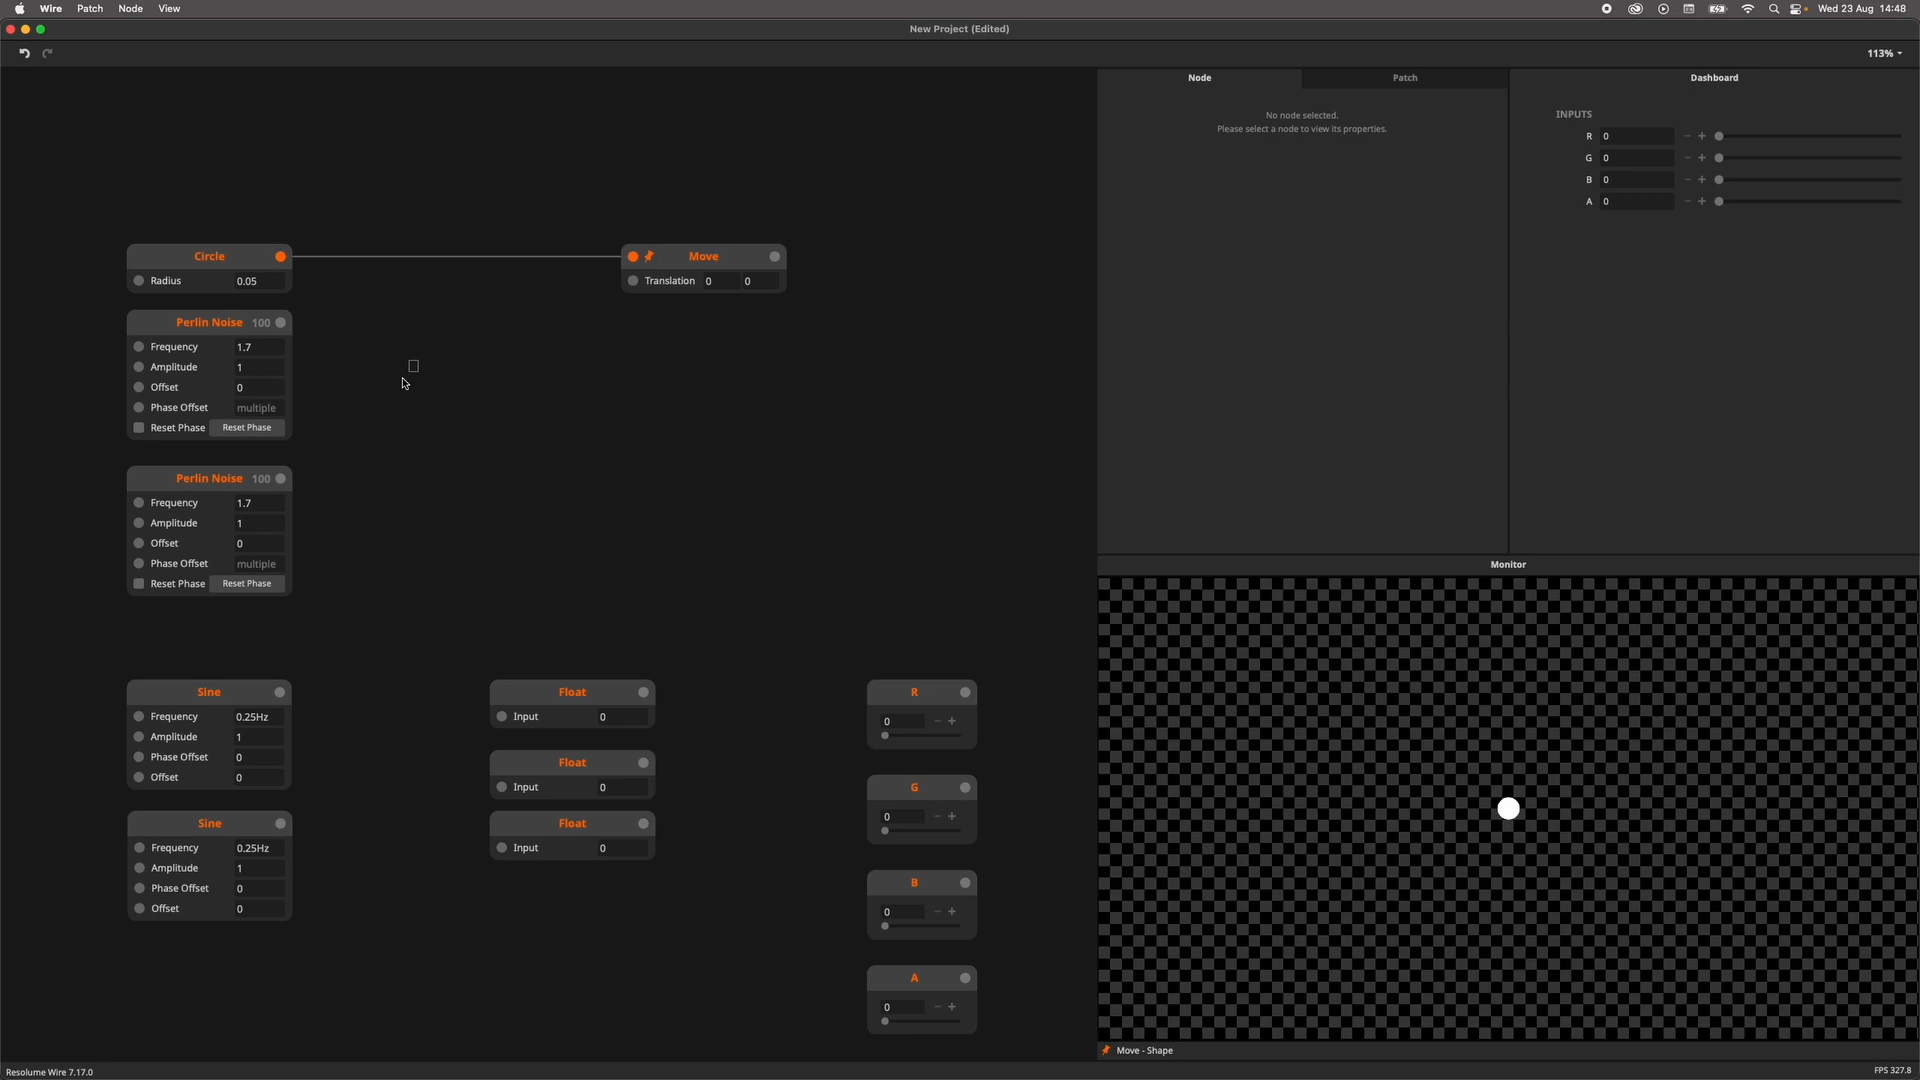 Wire Patch Node View Wed 23 Aug 14:48
New Project (Edited)
113%
Node Patch Dashboard
No node selected.
Please select a node to view its properties.
INPUTS
R 0 − +
G 0 − +
B 0 − +
A 0 − +
Circle
Radius 0.05
Move
Translation 0 0
Perlin Noise 100
Frequency 1.7
Amplitude 1
Offset 0
Phase Offset multiple
Reset Phase Reset Phase
Perlin Noise 100
Frequency 1.7
Amplitude 1
Offset 0
Phase Offset multiple
Reset Phase Reset Phase
Monitor
Sine
Frequency 0.25Hz
Amplitude 1
Phase Offset 0
Offset 0
Sine
Frequency 0.25Hz
Amplitude 1
Phase Offset 0
Offset 0
Float
Input 0
Float
Input 0
Float
Input 0
R
0 − +
G
0 − +
B
0 − +
A
0 − +
Move - Shape
Resolume Wire 7.17.0
FPS 327.8